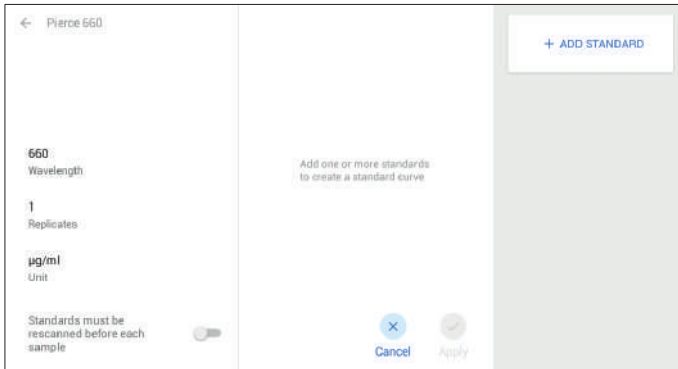 Pierce 660
660
Wavelength
1
Replicates
µg/ml
Unit
Standards must be
rescanned before each
sample
Add one or more standards
to create a standard curve
Cancel
Apply
+ ADD STANDARD